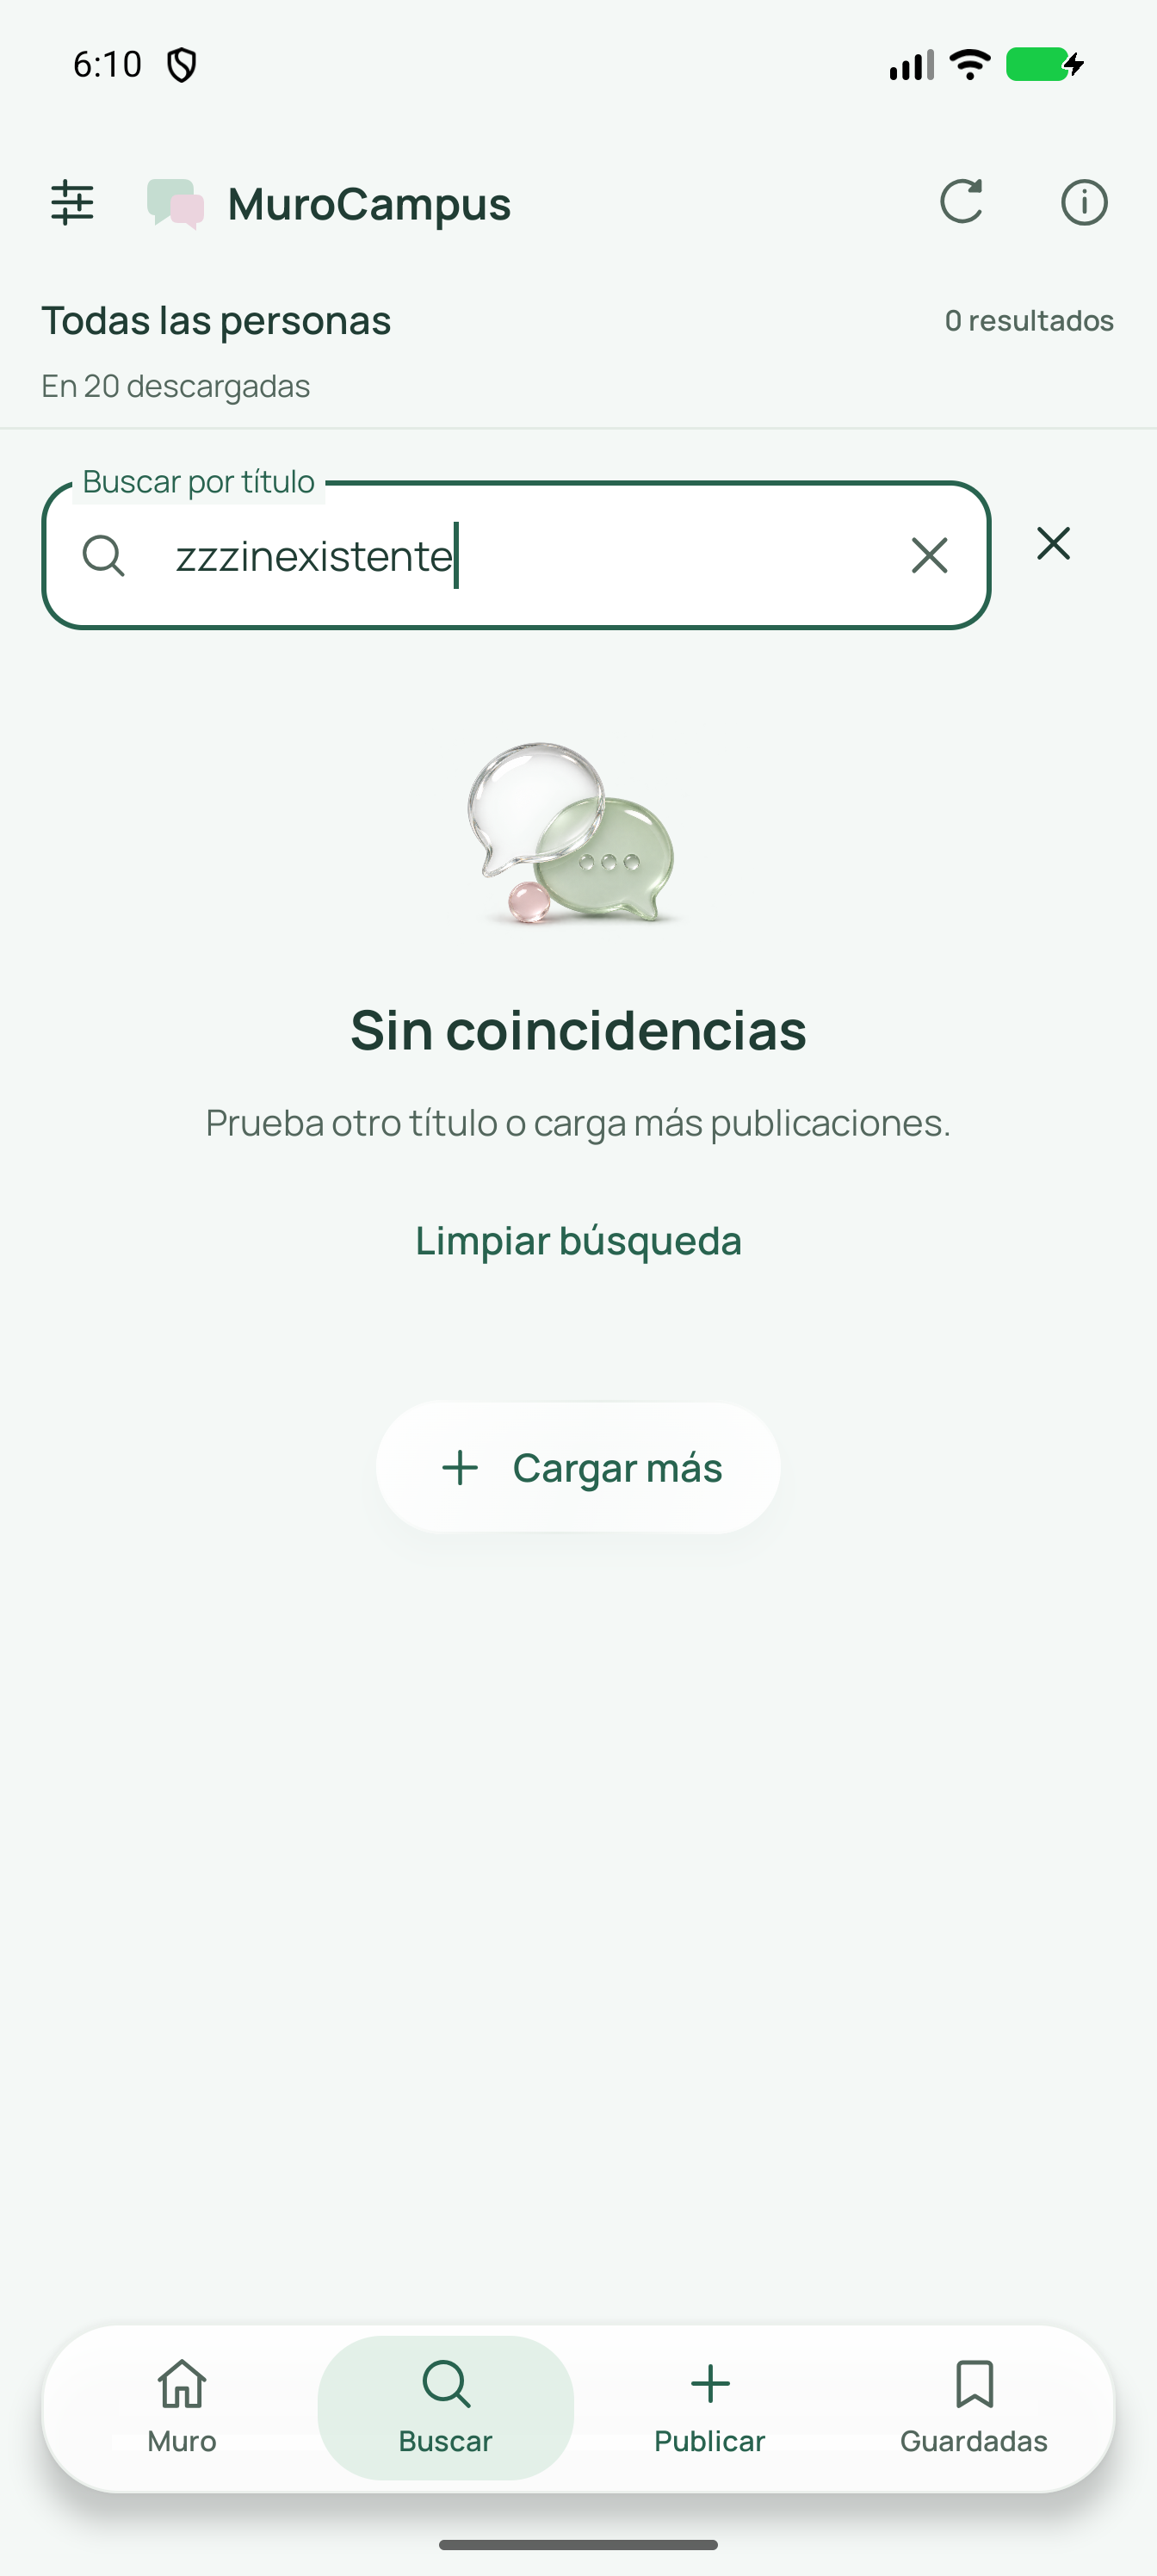 6:10
MuroCampus
Todas las personas
0 resultados
En 20 descargadas
Buscar por título
zzzinexistente
Sin coincidencias
Prueba otro título o carga más publicaciones.
Limpiar búsqueda
Cargar más
Muro
Buscar
Publicar
Guardadas